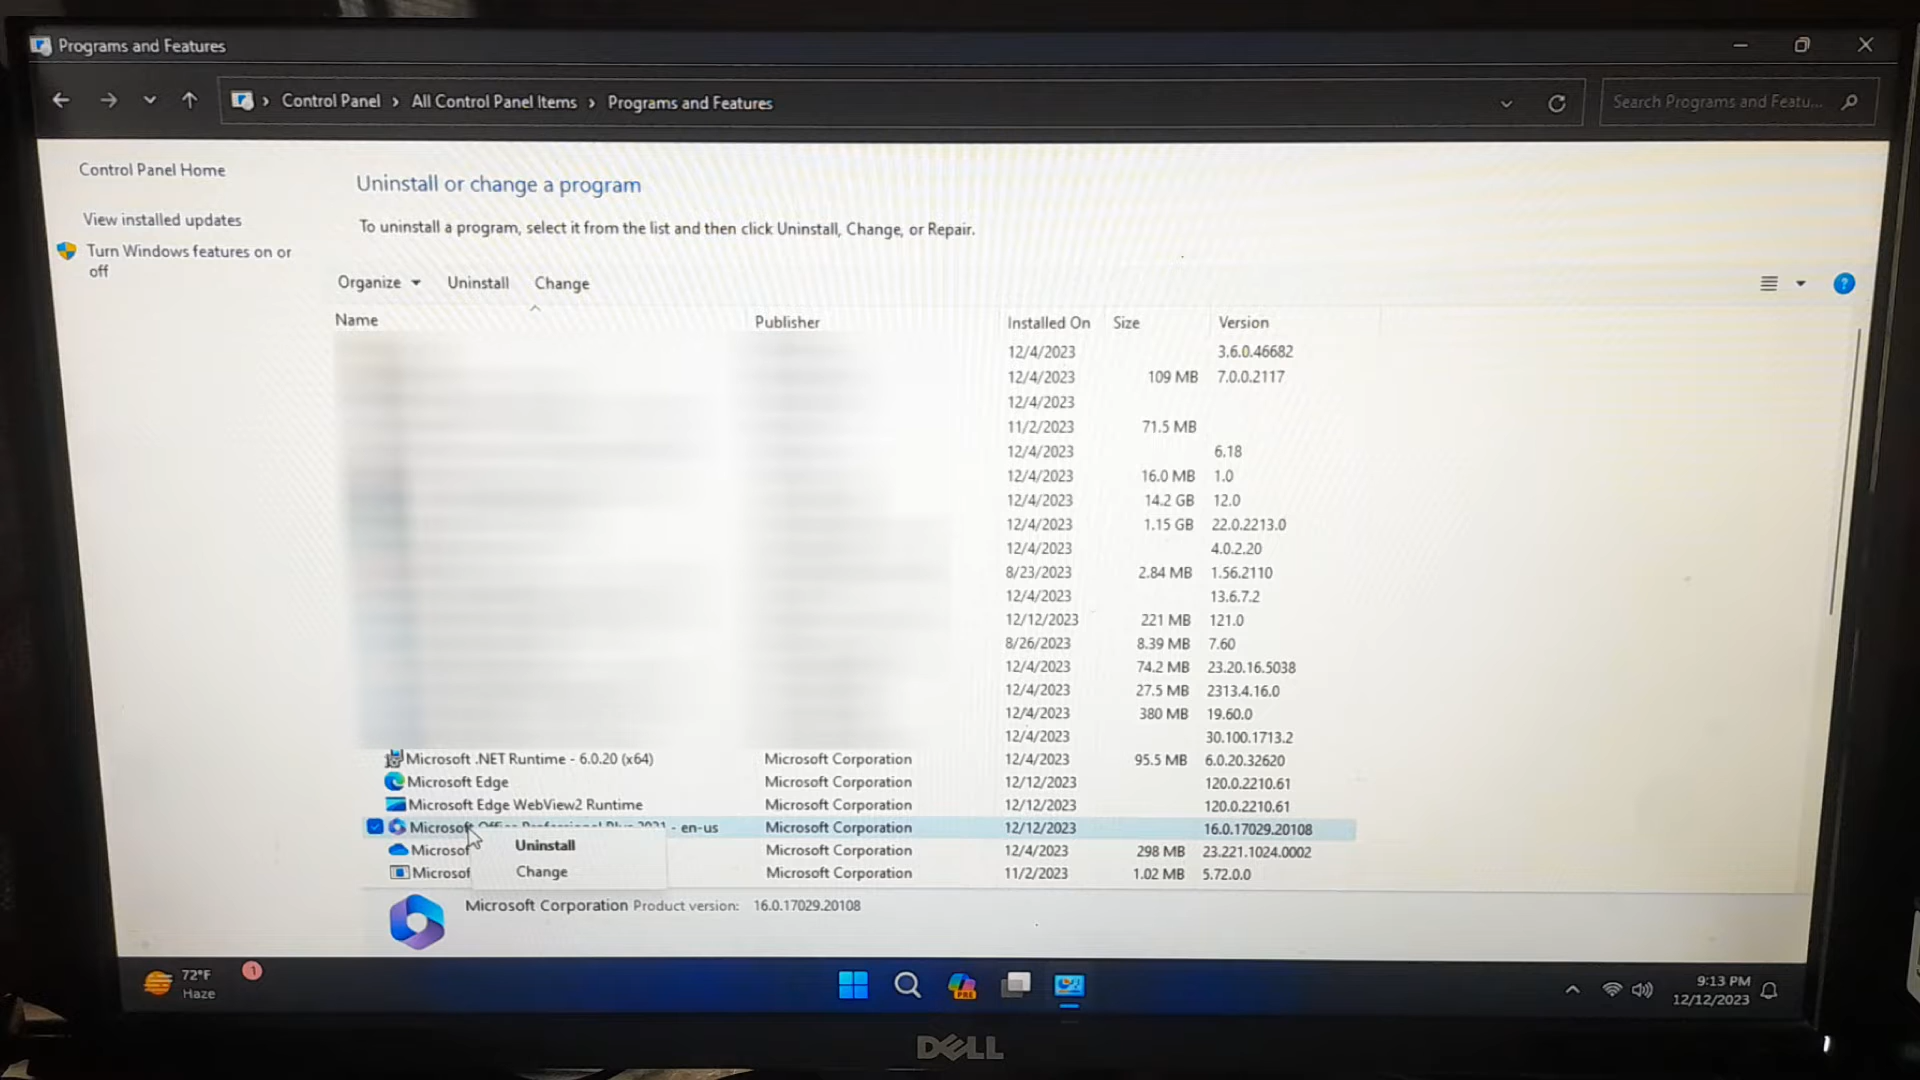 Programs and Features
Control Panel > All Control Panel Items > Programs and Features
Search Programs and Featu...
Control Panel Home
View installed updates
Turn Windows features on or
off
Uninstall or change a program
To uninstall a program, select it from the list and then click Uninstall, Change, or Repair.
Organize Uninstall Change
Name Publisher Installed On Size Version
12/4/2023 3.6.0.46682
12/4/2023 109 MB 7.0.0.2117
12/4/2023
11/2/2023 71.5 MB
12/4/2023 6.18
12/4/2023 16.0 MB 1.0
12/4/2023 14.2 GB 12.0
12/4/2023 1.15 GB 22.0.2213.0
12/4/2023 4.0.2.20
8/23/2023 2.84 MB 1.56.2110
12/4/2023 13.6.7.2
12/12/2023 221 MB 121.0
8/26/2023 8.39 MB 7.60
12/4/2023 74.2 MB 23.20.16.5038
12/4/2023 27.5 MB 2313.4.16.0
12/4/2023 380 MB 19.60.0
12/4/2023 30.100.1713.2
Microsoft .NET Runtime - 6.0.20 (x64) Microsoft Corporation 12/4/2023 95.5 MB 6.0.20.32620
Microsoft Edge Microsoft Corporation 12/12/2023 120.0.2210.61
Microsoft Edge WebView2 Runtime Microsoft Corporation 12/12/2023 120.0.2210.61
Microsoft Office Professional Plus 2021 - en-us Microsoft Corporation 12/12/2023 16.0.17029.20108
Microsof Microsoft Corporation 12/4/2023 298 MB 23.221.1024.0002
Microsof Microsoft Corporation 11/2/2023 1.02 MB 5.72.0.0
Uninstall
Change
Microsoft Corporation Product version: 16.0.17029.20108
72°F
Haze
1
PRE
9:13 PM
12/12/2023
DELL